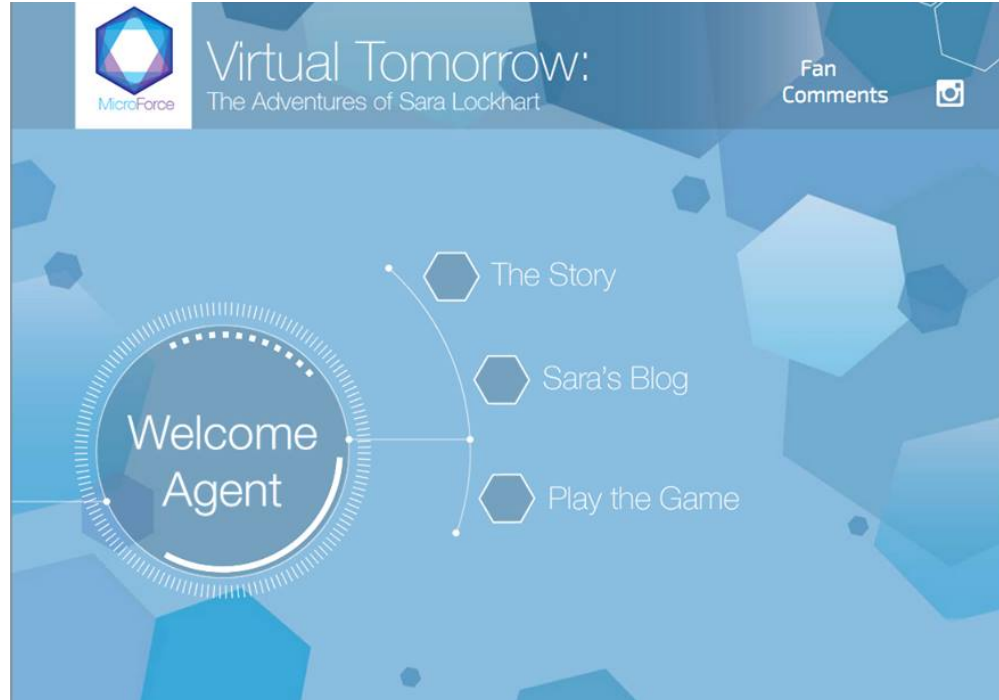 MicroForce
Virtual Tomorrow:
The Adventures of Sara Lockhart
Fan
Comments
The Story
Sara's Blog
Play the Game
Welcome
Agent